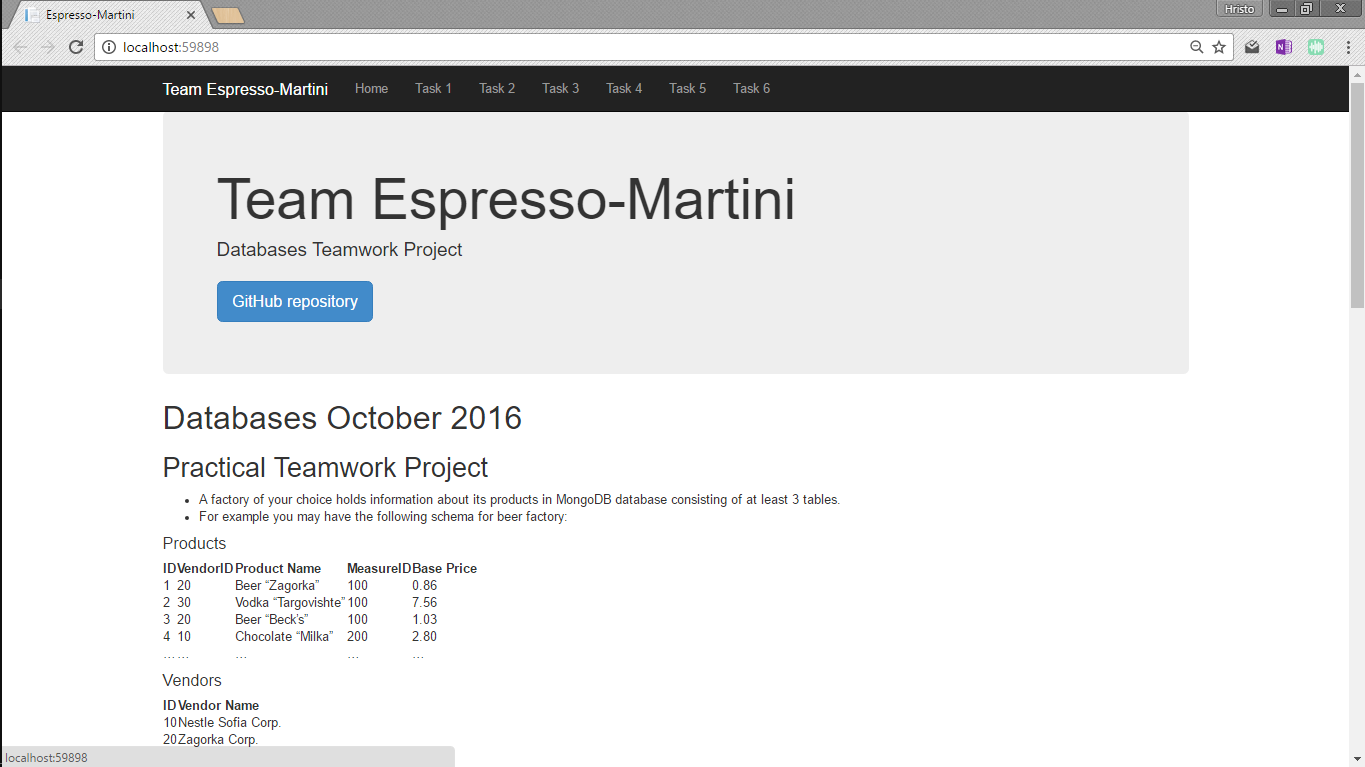 Espresso-Martini
Hristo
localhost:59898
Team Espresso-Martini Home Task 1 Task 2 Task 3 Task 4 Task 5 Task 6
Team Espresso-Martini
Databases Teamwork Project
GitHub repository
Databases October 2016
Practical Teamwork Project
• A factory of your choice holds information about its products in MongoDB database consisting of at least 3 tables.
• For example you may have the following schema for beer factory:
Products
ID VendorID Product Name MeasureID Base Price
1 20 Beer “Zagorka” 100 0.86
2 30 Vodka “Targovishte” 100 7.56
3 20 Beer “Beck’s” 100 1.03
4 10 Chocolate “Milka” 200 2.80
… … … … …
Vendors
ID Vendor Name
10 Nestle Sofia Corp.
20 Zagorka Corp.
localhost:59898